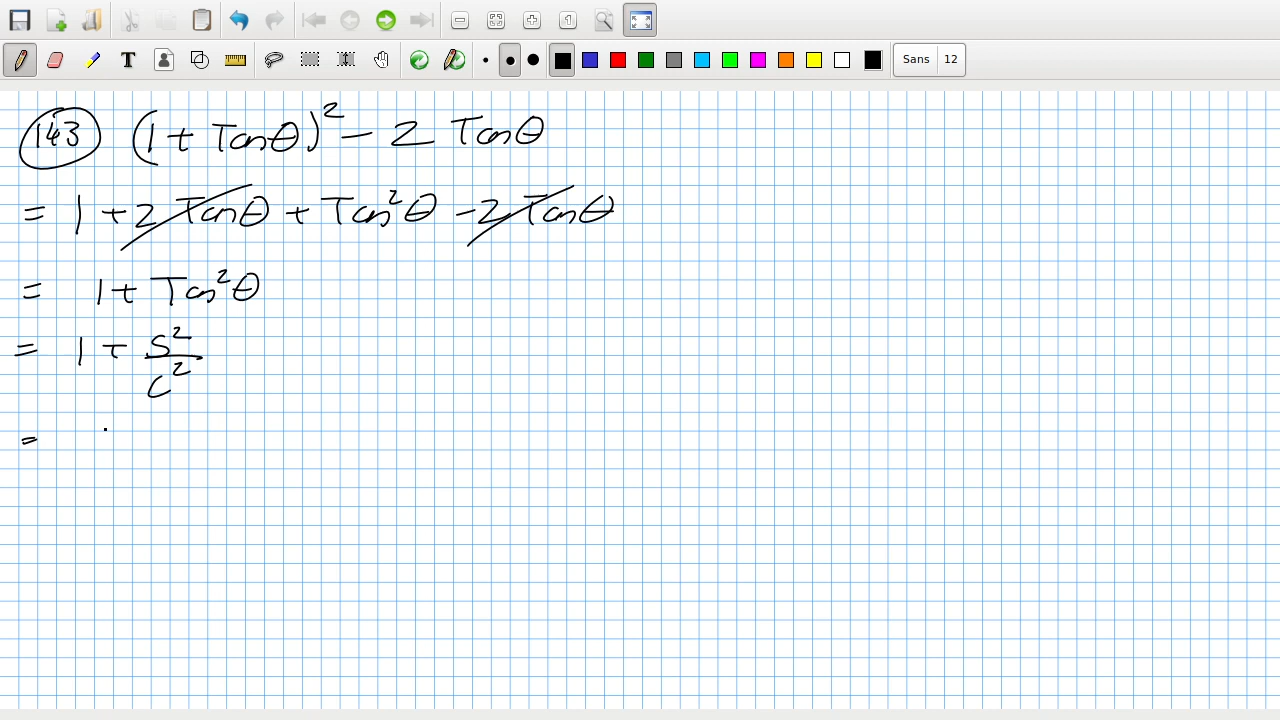 Sans 12
143 (1 + Tanθ)² - 2 Tanθ
= 1 + 2 Tanθ + Tan²θ - 2 Tanθ
= 1 + Tan²θ
= 1 + s²/c²
=